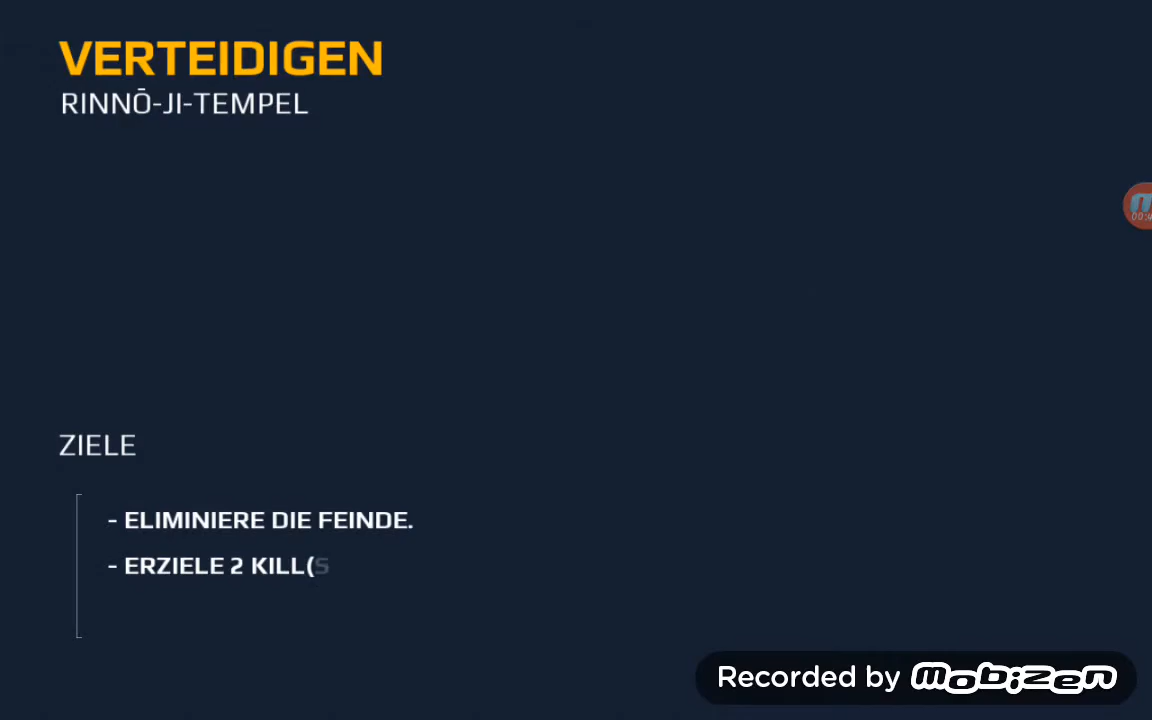 VERTEIDIGEN
RINNŌ-JI-TEMPEL
ZIELE
- ELIMINIERE DIE FEINDE.
- ERZIELE 2 KILL(S
Recorded by mobizen